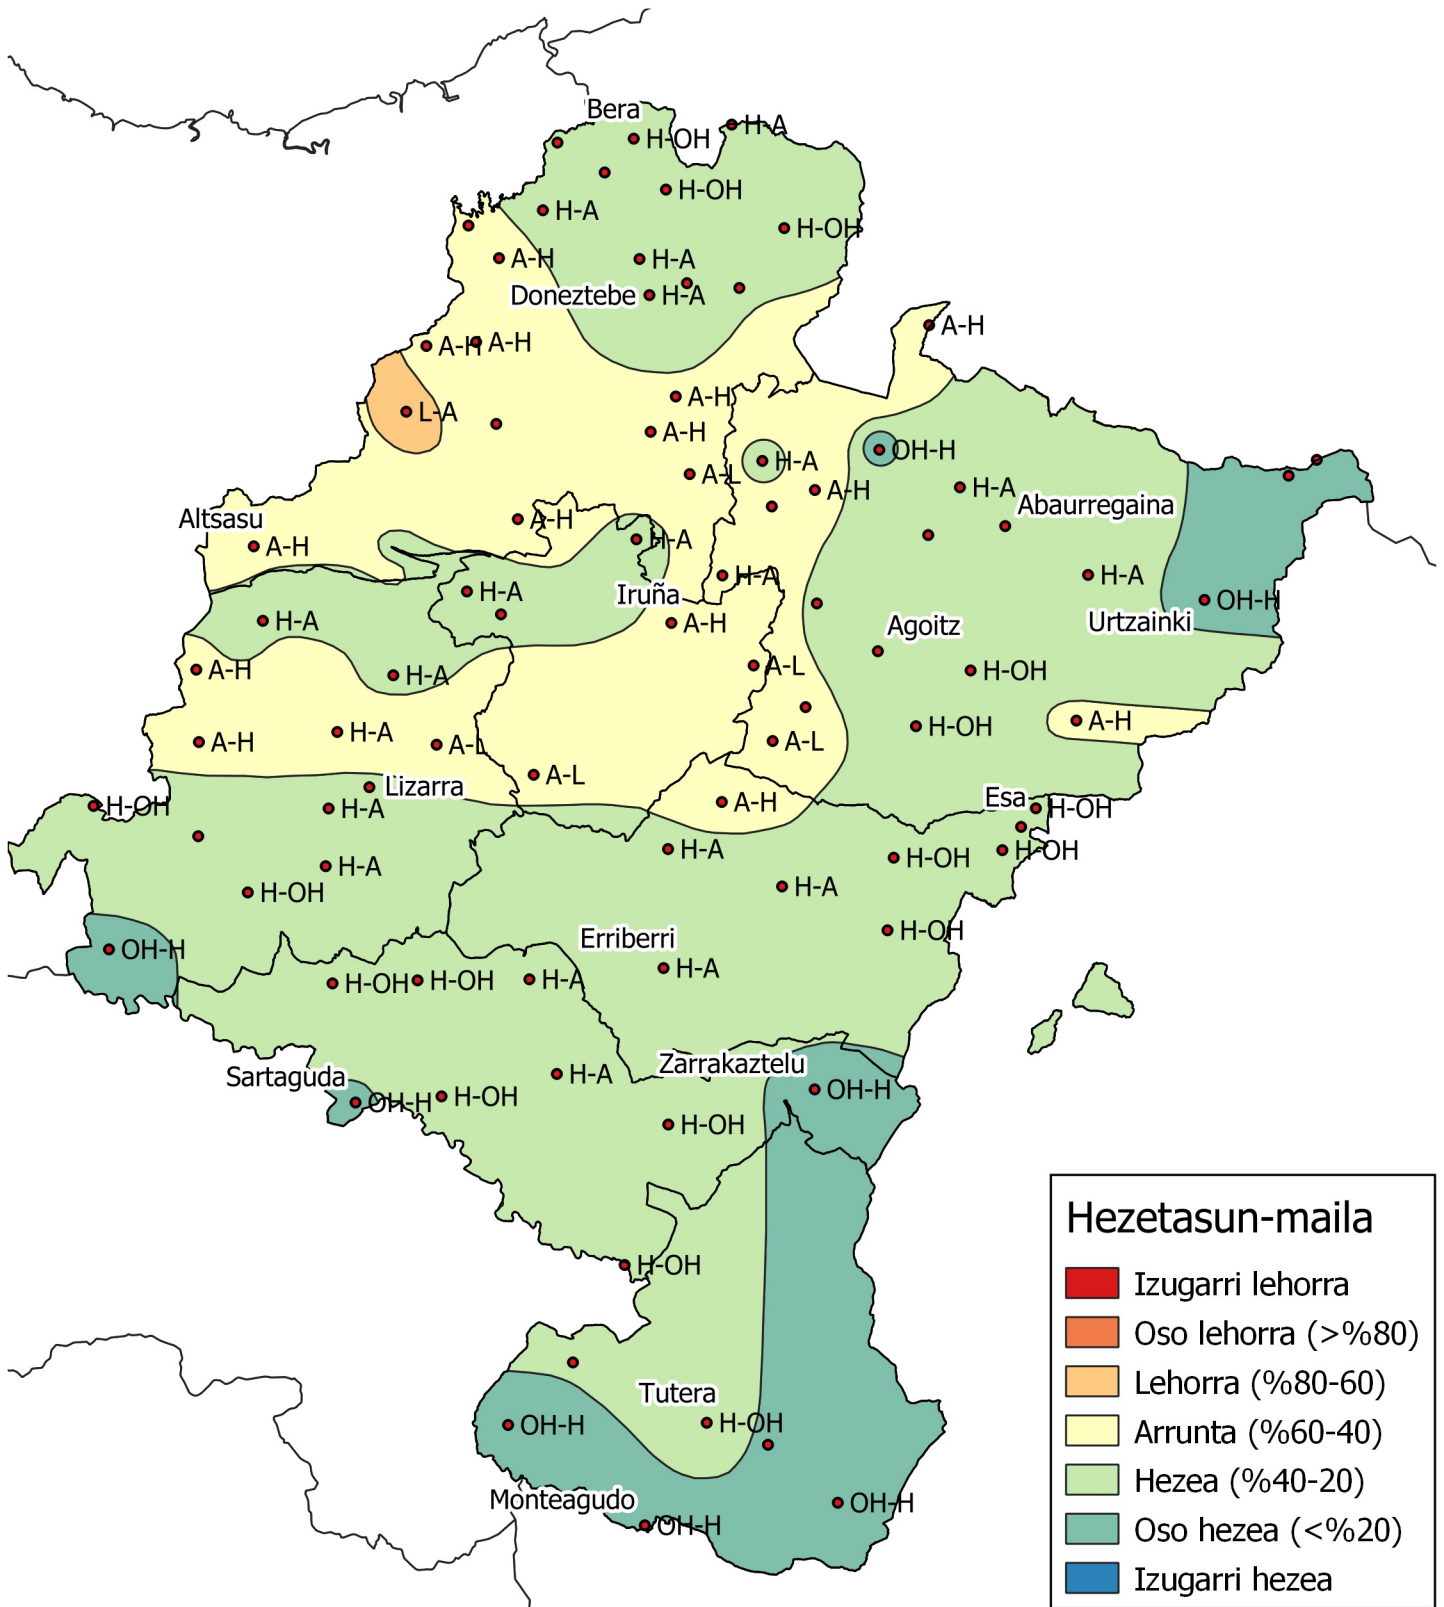 Bera
H-A
H-OH
H-OH
H-A
H-OH
A-H
H-A
Doneztebe
H-A
A-H
A-H
A-H
L-A
A-H
A-H
A-L
H-A
OH-H
A-H
H-A
Abaurregaina
Altsasu
A-H
A-H
H-A
H-A
H-A
H-A
OH-H
Iruña
H-A
A-H
Agoitz
Urtzainki
A-H
H-A
A-L
H-OH
A-H
H-A
A-L
A-L
H-OH
A-H
A-L
Lizarra
A-H
Esa
H-OH
H-OH
H-A
H-A
H-OH
H-OH
H-A
H-OH
H-A
H-OH
Erriberri
OH-H
H-OH
H-OH
H-A
H-A
Zarrakaztelu
Sartaguda
H-A
OH-H
OH-H
H-OH
H-OH
H-OH
Tutera
OH-H
H-OH
Monteagudo
OH-H
OH-H
Hezetasun-maila
Izugarri lehorra
Oso lehorra (>%80)
Lehorra (%80-60)
Arrunta (%60-40)
Hezea (%40-20)
Oso hezea (<%20)
Izugarri hezea